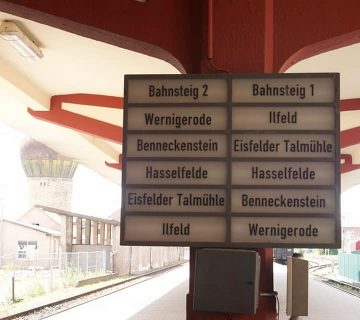 Bahnsteig 2 Bahnsteig 1
Wernigerode Ilfeld
Benneckenstein Eisfelder Talmühle
Hasselfelde Hasselfelde
Eisfelder Talmühle Benneckenstein
Ilfeld Wernigerode